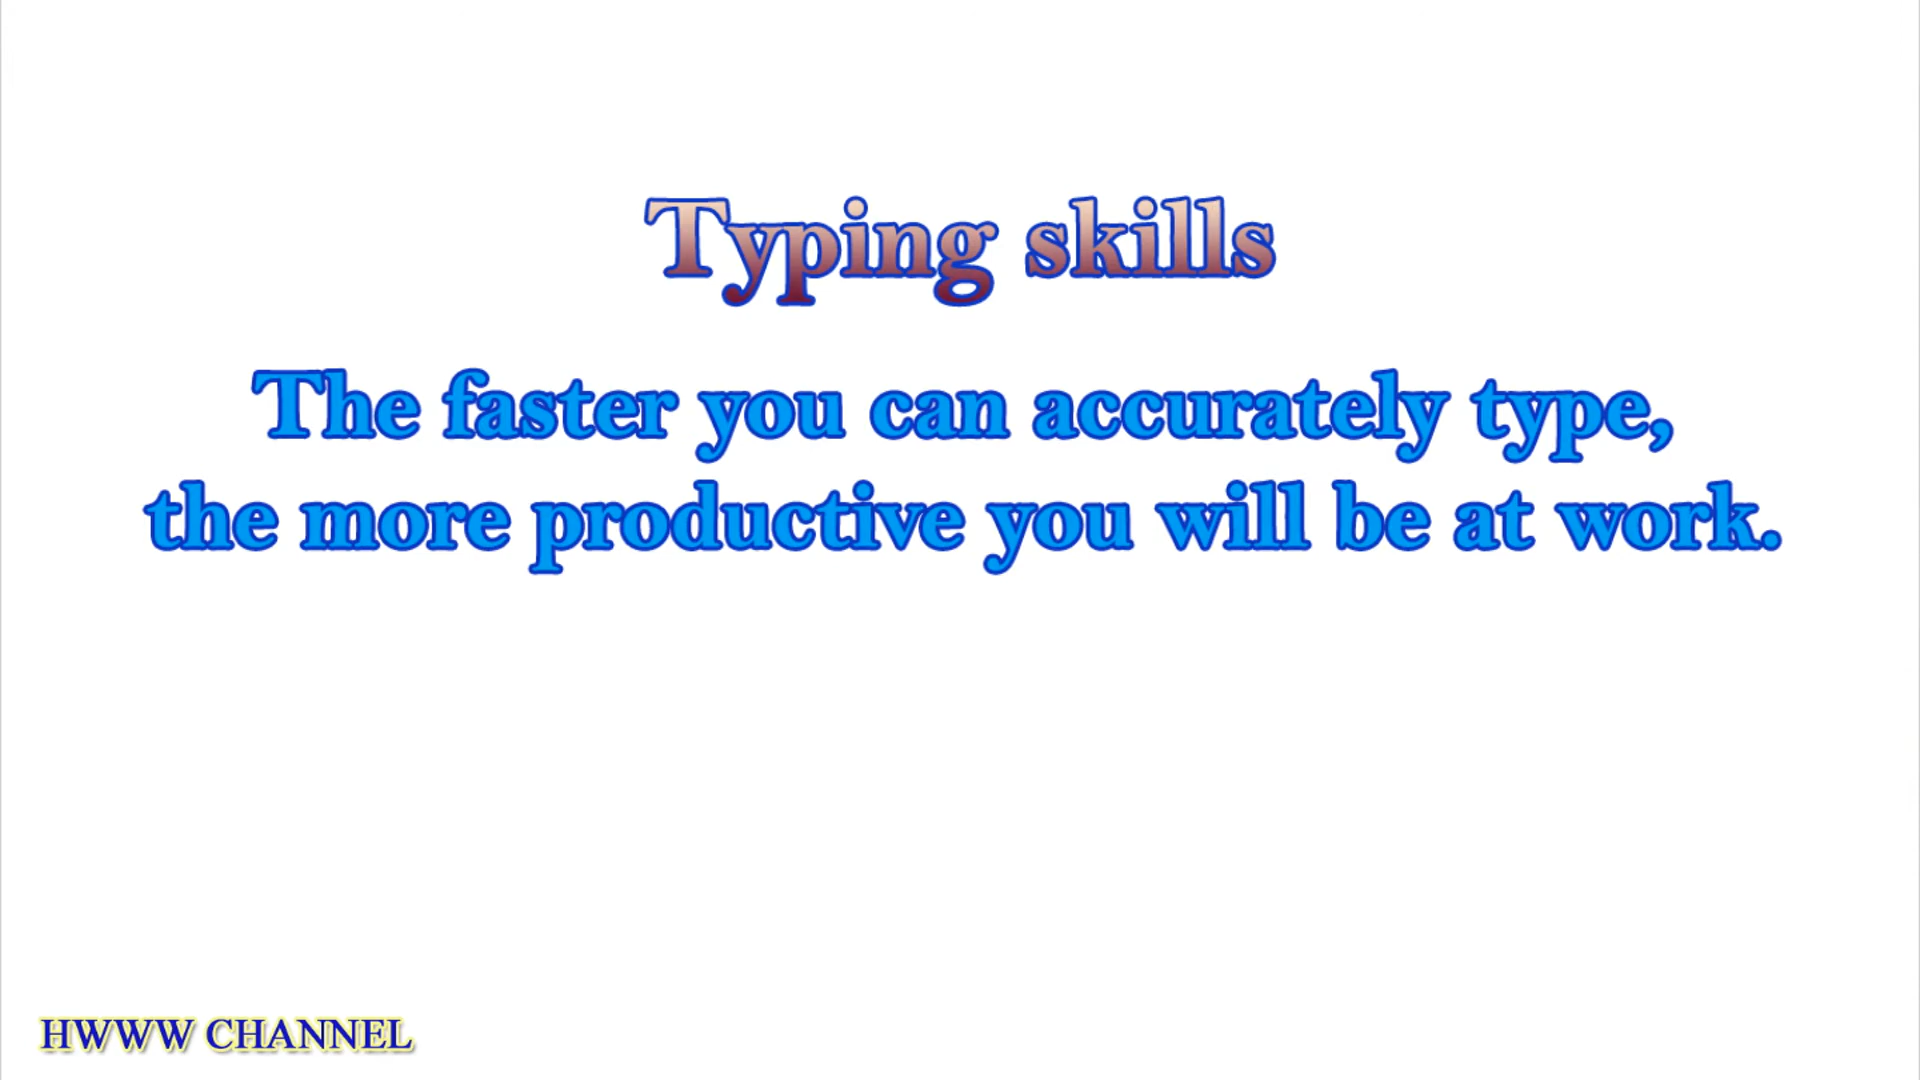 Typing skills
The faster you can accurately type,
the more productive you will be at work.
HWWW CHANNEL